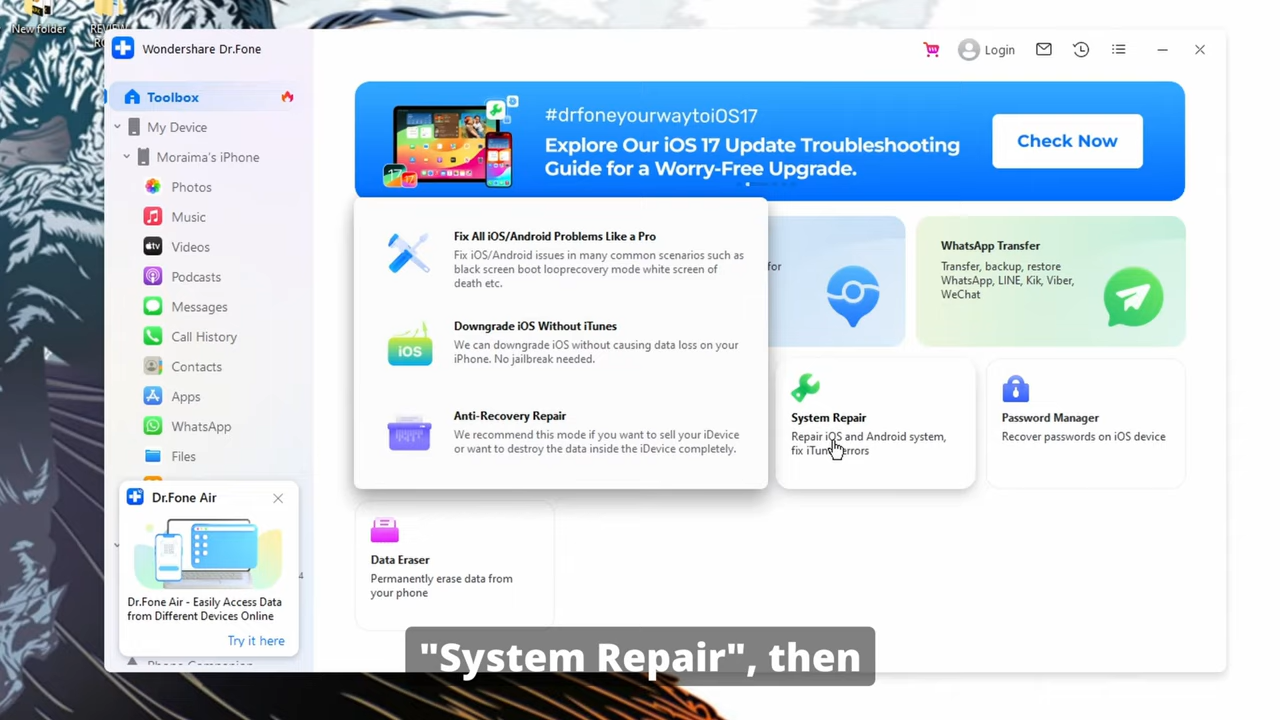 New folder
REVIEW
Wondershare Dr.Fone
Login
Toolbox
My Device
Moraima's iPhone
Photos
Music
Videos
Podcasts
Messages
Call History
Contacts
Apps
WhatsApp
Files
Dr.Fone Air
Dr.Fone Air - Easily Access Data
from Different Devices Online
Try it here
4
#drfoneyourwaytoiOS17
Explore Our iOS 17 Update Troubleshooting
Guide for a Worry-Free Upgrade.
Check Now
17
17
Fix All iOS/Android Problems Like a Pro
Fix iOS/Android issues in many common scenarios such as
black screen boot looprecovery mode white screen of
death etc.
iOS
Downgrade iOS Without iTunes
We can downgrade iOS without causing data loss on your
iPhone. No jailbreak needed.
Anti-Recovery Repair
We recommend this mode if you want to sell your iDevice
or want to destroy the data inside the iDevice completely.
for
WhatsApp Transfer
Transfer, backup, restore
WhatsApp, LINE, Kik, Viber,
WeChat
System Repair
Repair iOS and Android system,
fix iTunes errors
Password Manager
Recover passwords on iOS device
Data Eraser
Permanently erase data from
your phone
"System Repair", then